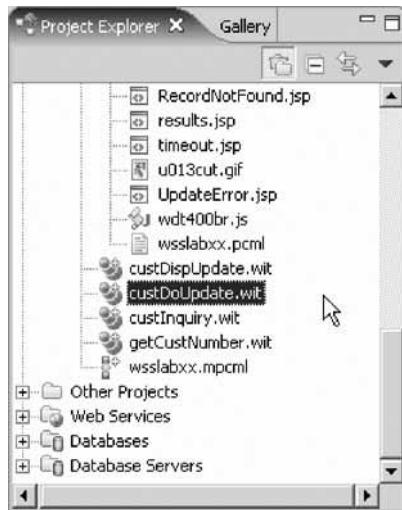 Project Explorer Gallery
RecordNotFound.jsp
results.jsp
timeout.jsp
u013cut.gif
UpdateError.jsp
wdt400br.js
wsslabxx.pcml
custDispUpdate.wit
custDoUpdate.wit
custInquiry.wit
getCustNumber.wit
wsslabxx.mpcml
Other Projects
Web Services
Databases
Database Servers